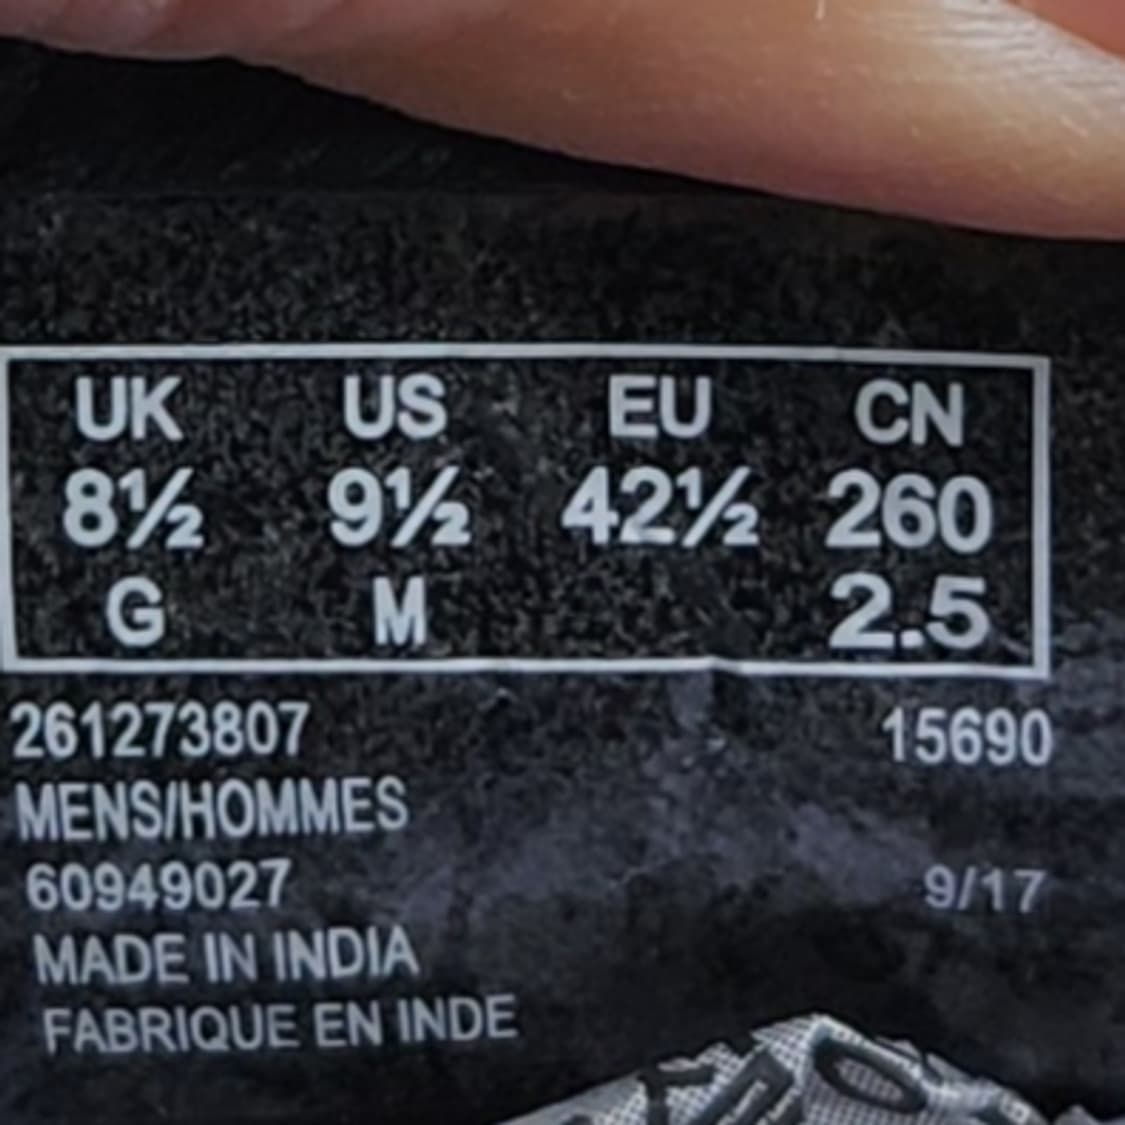 UK US EU CN
8½ 9½ 42½ 260
G M 2.5
261273807 15690
MENS/HOMMES
60949027 9/17
MADE IN INDIA
FABRIQUE EN INDE